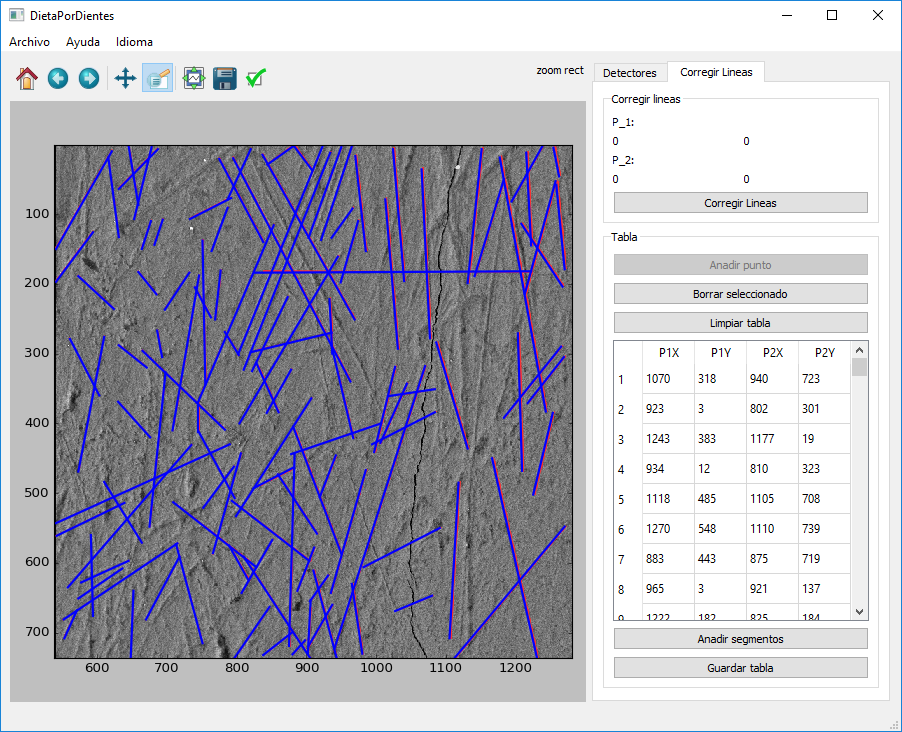 DietaPorDientes
Archivo Ayuda Idioma
zoom rect
100
200
300
400
500
600
700
600 700 800 900 1000 1100 1200
Detectores Corregir Lineas
Corregir lineas
P_1:
0 0
P_2:
0 0
Corregir Lineas
Tabla
Anadir punto
Borrar seleccionado
Limpiar tabla
P1X P1Y P2X P2Y
1 1070 318 940 723
2 923 3 802 301
3 1243 383 1177 19
4 934 12 810 323
5 1118 485 1105 708
6 1270 548 1110 739
7 883 443 875 719
8 965 3 921 137
9 1222 182 825 184
Anadir segmentos
Guardar tabla